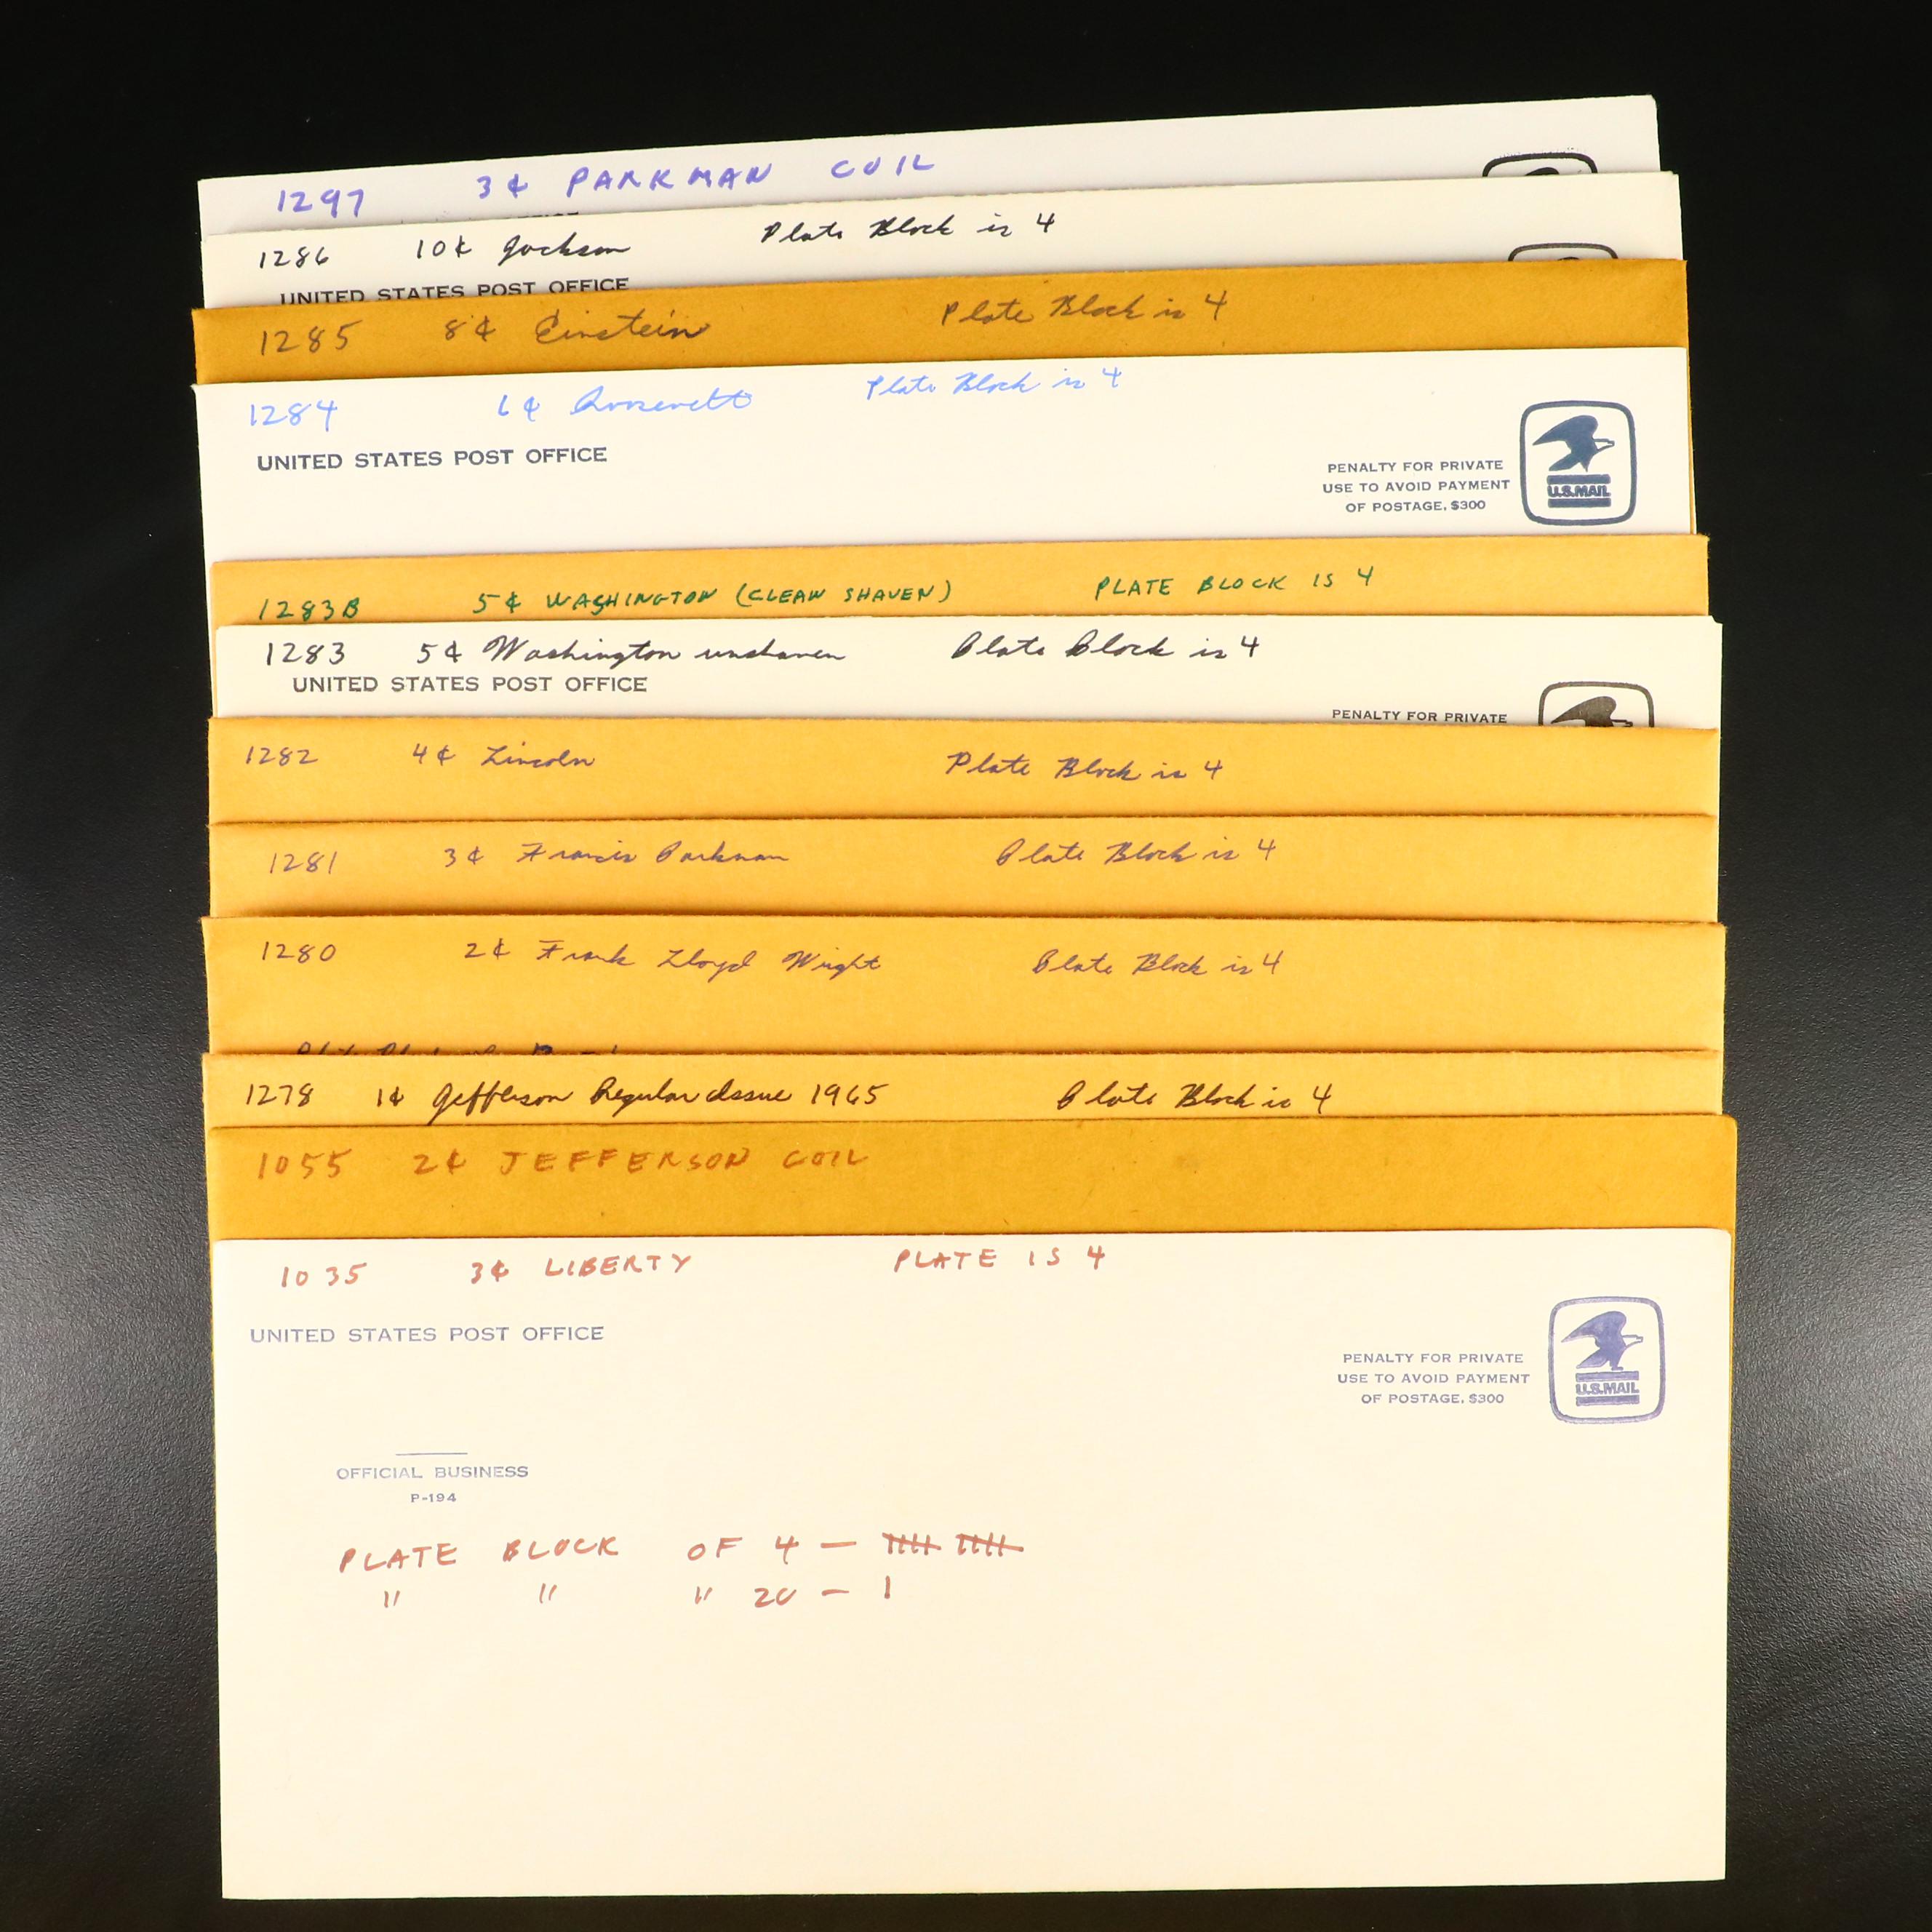 1297 3¢ PARKMAN COIL
1286 10¢ Jackson Plate Block is 4
UNITED STATES POST OFFICE
1285 8¢ Einstein Plate Block is 4
1284 6¢ Roosevelt Plate Block is 4
UNITED STATES POST OFFICE
PENALTY FOR PRIVATE
USE TO AVOID PAYMENT
OF POSTAGE, $300
U.S.MAIL
1283B 5¢ WASHINGTON (CLEAN SHAVEN) PLATE BLOCK IS 4
1283 5¢ Washington unshaven Plate Block is 4
UNITED STATES POST OFFICE
PENALTY FOR PRIVATE
1282 4¢ Lincoln Plate Block is 4
1281 3¢ Francis Parkman Plate Block is 4
1280 2¢ Frank Lloyd Wright Plate Block is 4
1278 1¢ Jefferson Regular Issue 1965 Plate Block is 4
1055 2¢ JEFFERSON COIL
1035 3¢ LIBERTY PLATE IS 4
UNITED STATES POST OFFICE
PENALTY FOR PRIVATE
USE TO AVOID PAYMENT
OF POSTAGE, $300
U.S.MAIL
OFFICIAL BUSINESS
P-194
PLATE BLOCK OF 4 — 
" " " 20 — 1